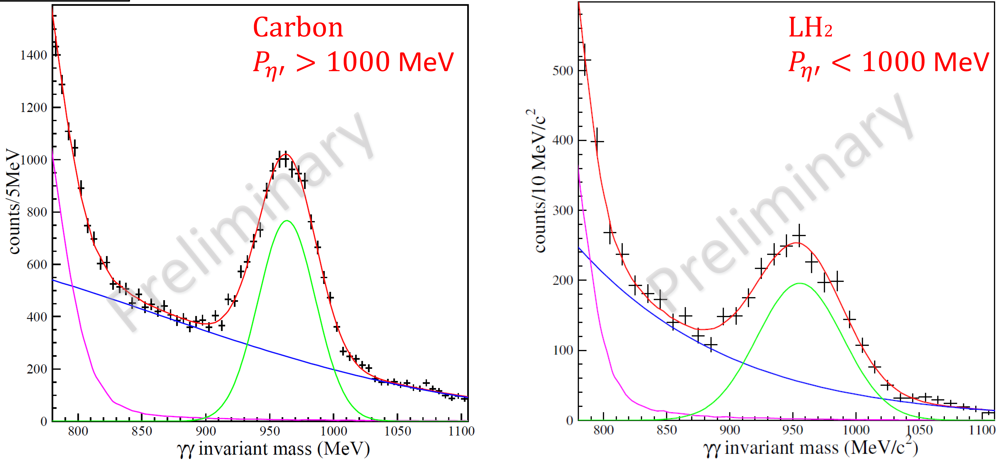 Carbon
P_η′ > 1000 MeV
counts/5MeV
1400
1200
1000
800
600
400
200
0
800 850 900 950 1000 1050 1100
γγ invariant mass (MeV)
Preliminary
LH₂
P_η′ < 1000 MeV
counts/10 MeV/c²
500
400
300
200
100
0
800 850 900 950 1000 1050 1100
γγ invariant mass (MeV/c²)
Preliminary